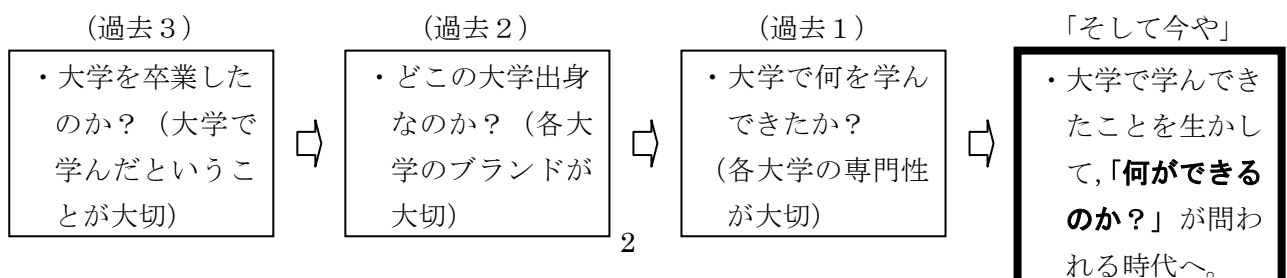 (過去3)
・大学を卒業した
のか?(大学で
学んだというこ
とが大切)
(過去2)
・どこの大学出身
なのか?(各大
学のブランドが
大切)
(過去1)
・大学で何を学ん
できたか?
(各大学の専門性
が大切)
「そして今や」
・大学で学んでき
たことを生かし
て,「何ができる
のか?」が問わ
れる時代へ。
2